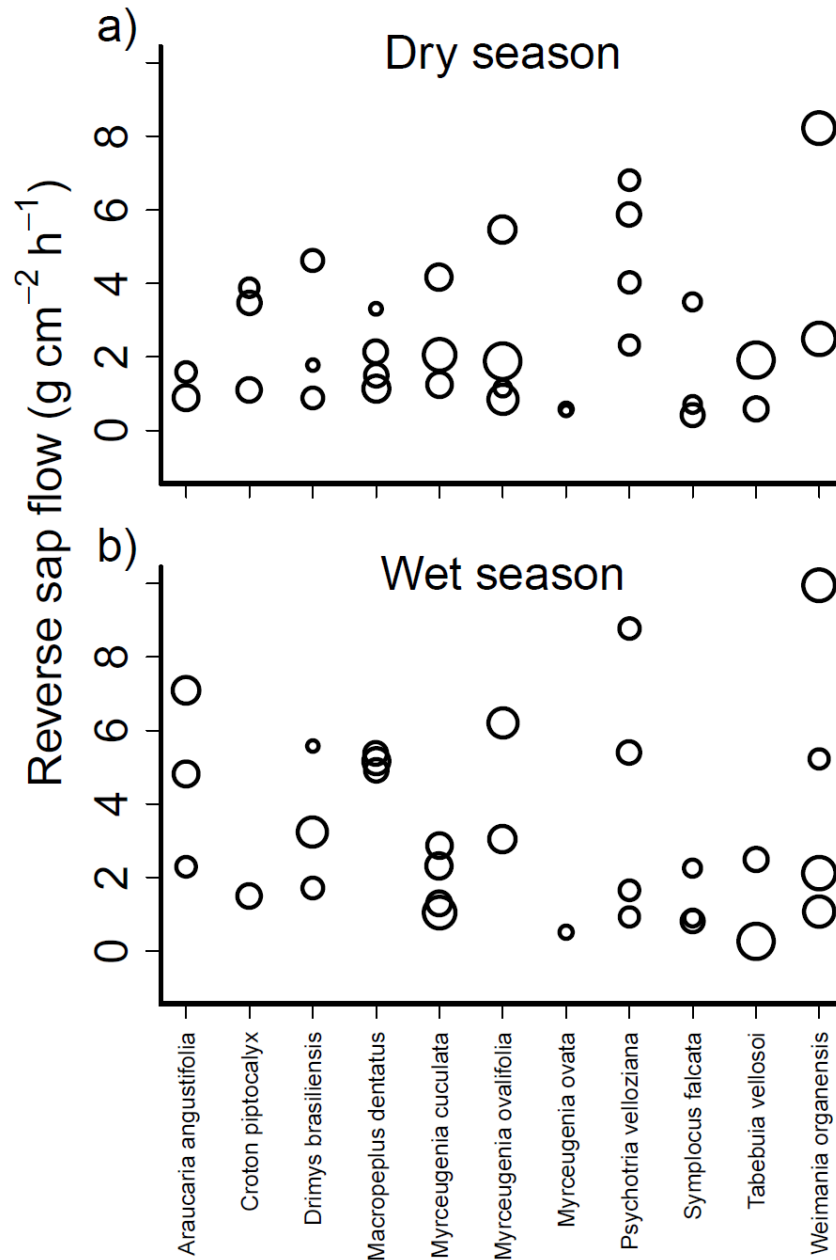 a)
Dry season
8
6
4
2
0
Reverse sap flow (g cm⁻² h⁻¹)
b)
Wet season
8
6
4
2
0
Araucaria angustifolia
Croton piptocalyx
Drimys brasiliensis
Macropeplus dentatus
Myrceugenia cuculata
Myrceugenia ovalifolia
Myrceugenia ovata
Psychotria velloziana
Symplocus falcata
Tabebuia vellosoi
Weimania organensis